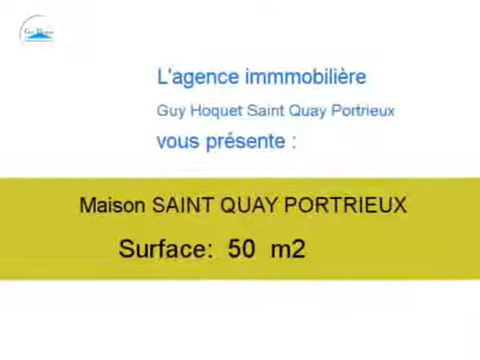 L'agence immmobilière
Guy Hoquet Saint Quay Portrieux
vous présente :
Maison SAINT QUAY PORTRIEUX
Surface: 50 m2